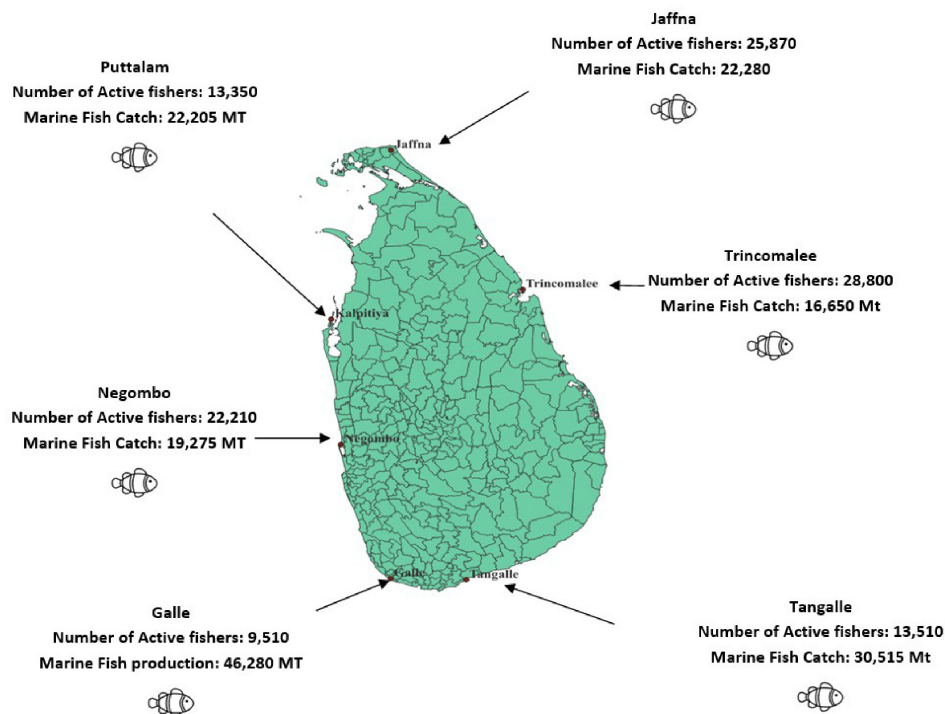 Jaffna
Number of Active fishers: 25,870
Marine Fish Catch: 22,280
Puttalam
Number of Active fishers: 13,350
Marine Fish Catch: 22,205 MT
Jaffna
Trincomalee
Number of Active fishers: 28,800
Marine Fish Catch: 16,650 Mt
Trincomalee
Kalpitiya
Negombo
Number of Active fishers: 22,210
Marine Fish Catch: 19,275 MT
Negombo
Galle
Tangalle
Galle
Number of Active fishers: 9,510
Marine Fish production: 46,280 MT
Tangalle
Number of Active fishers: 13,510
Marine Fish Catch: 30,515 Mt